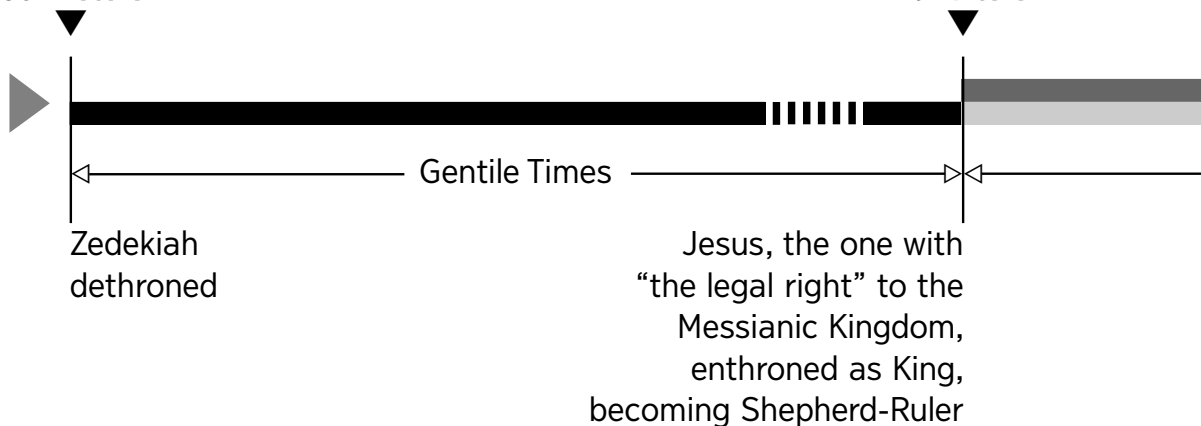 Gentile Times
Zedekiah
dethroned
Jesus, the one with
“the legal right” to the
Messianic Kingdom,
enthroned as King,
becoming Shepherd-Ruler